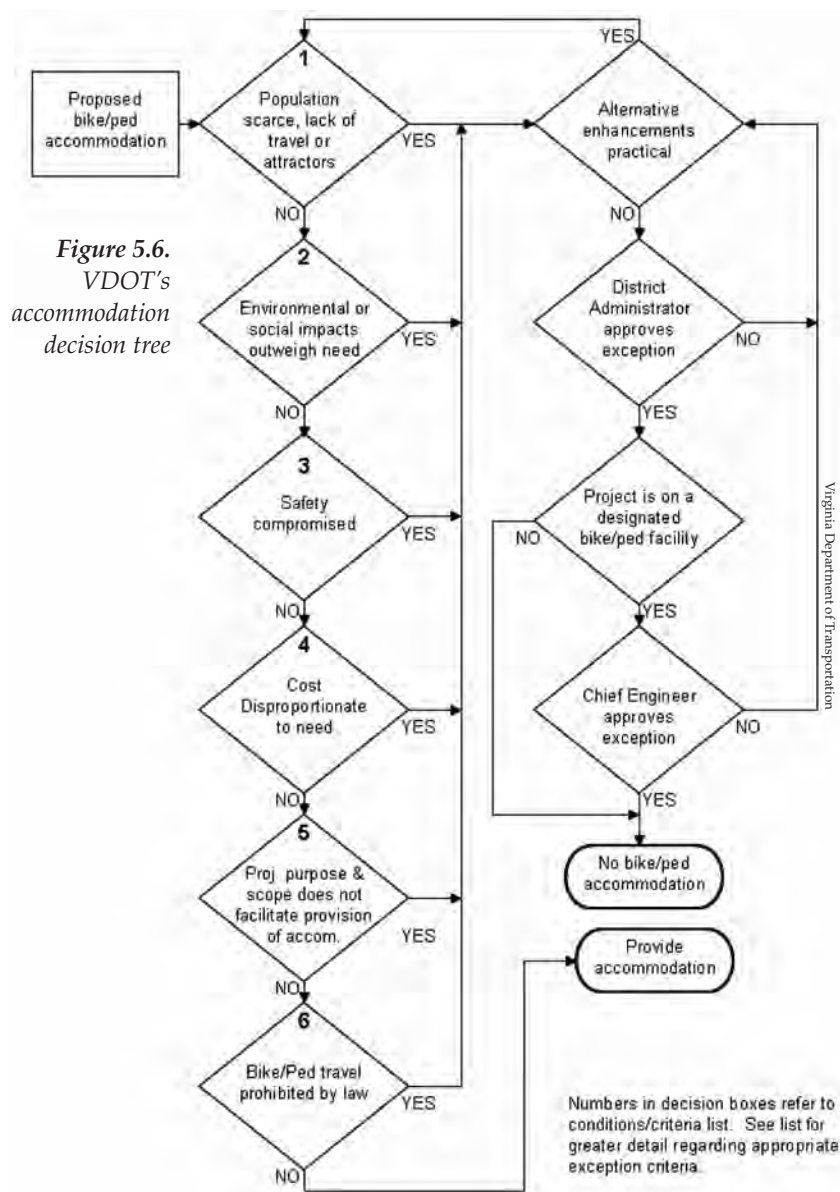 YES
1
Proposed
bike/ped
accommodation
Population
scarce, lack of
travel or
attractors
YES
NO
Alternative
enhancements
practical
NO
Figure 5.6.
VDOT's
accommodation
decision tree
2
Environmental or
social impacts
outweigh need
YES
NO
District
Administrator
approves
exception
NO
YES
3
Safety
compromised
YES
NO
Project is on a
designated
bike/ped facility
NO
YES
4
Cost
Disproportionate
to need
YES
NO
Chief Engineer
approves
exception
NO
YES
5
Proj. purpose &
scope does not
facilitate provision
of accom.
YES
NO
No bike/ped
accommodation
Provide
accommodation
6
Bike/Ped travel
prohibited by law
YES
NO
Numbers in decision boxes refer to
conditions/criteria list. See list for
greater detail regarding appropriate
exception criteria.
Virginia Department of Transportation